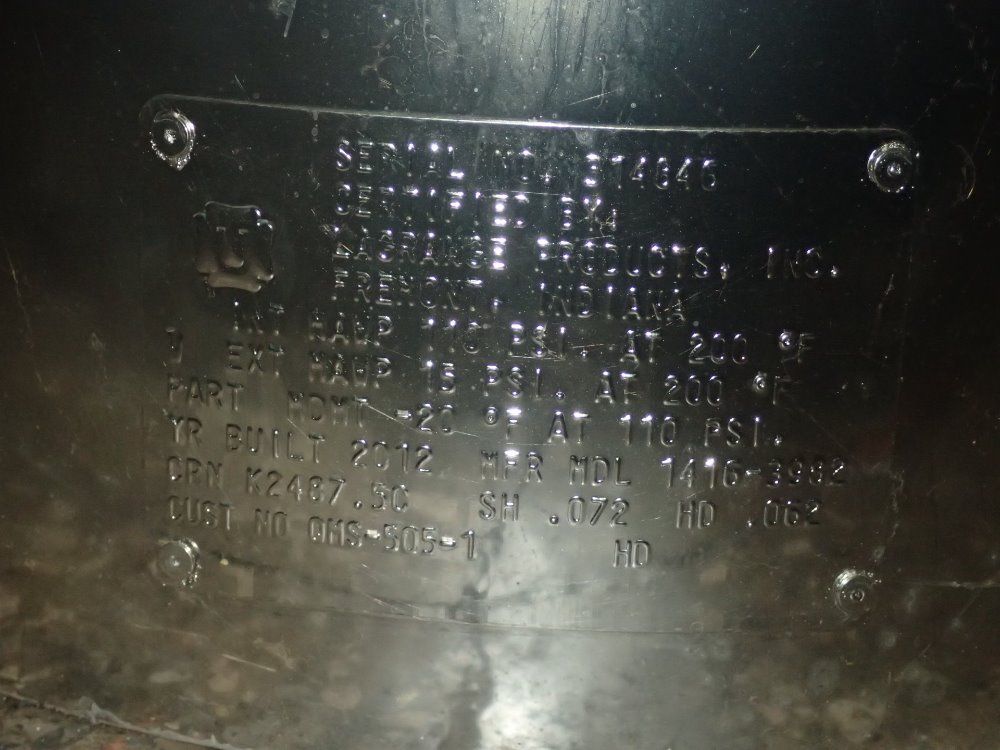 SERIAL NO. 374646
CERTIFIED BY:
LAGRANGE PRODUCTS, INC.
FREMONT, INDIANA
U
INT MAWP 110 PSI. AT 200 °F
EXT MAWP 15 PSI. AT 200 °F
PART MDMT -20 °F AT 110 PSI.
YR BUILT 2012 MFR MDL 1416-3982
CRN K2487.5C SH .072 HD .062
CUST NO QMS-505-1 HD